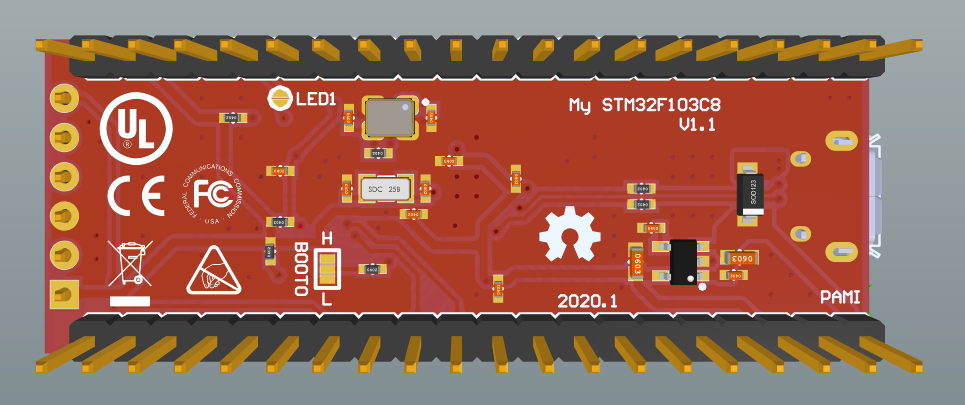 LED1
My STM32F103C8
V1.1
UL
®
CE
FC
FEDERAL COMMUNICATIONS COMMISSION
USA
SDC 25B
SOD123
H
BOOT0
L
0603
0603
2020.1
PAMI